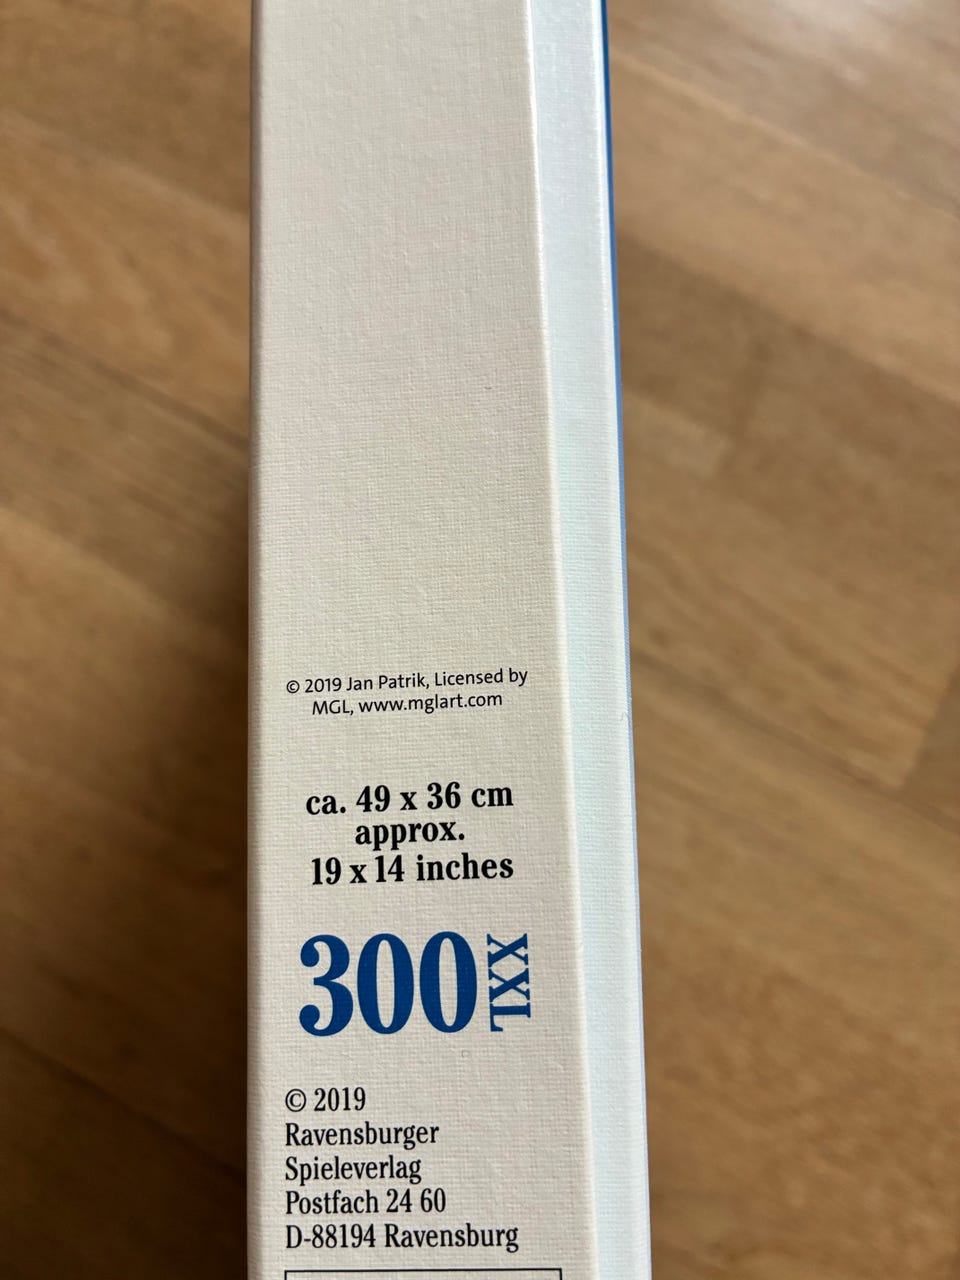 © 2019 Jan Patrik, Licensed by
MGL, www.mglart.com
ca. 49 x 36 cm
approx.
19 x 14 inches
300 XXL
© 2019
Ravensburger
Spieleverlag
Postfach 24 60
D-88194 Ravensburg